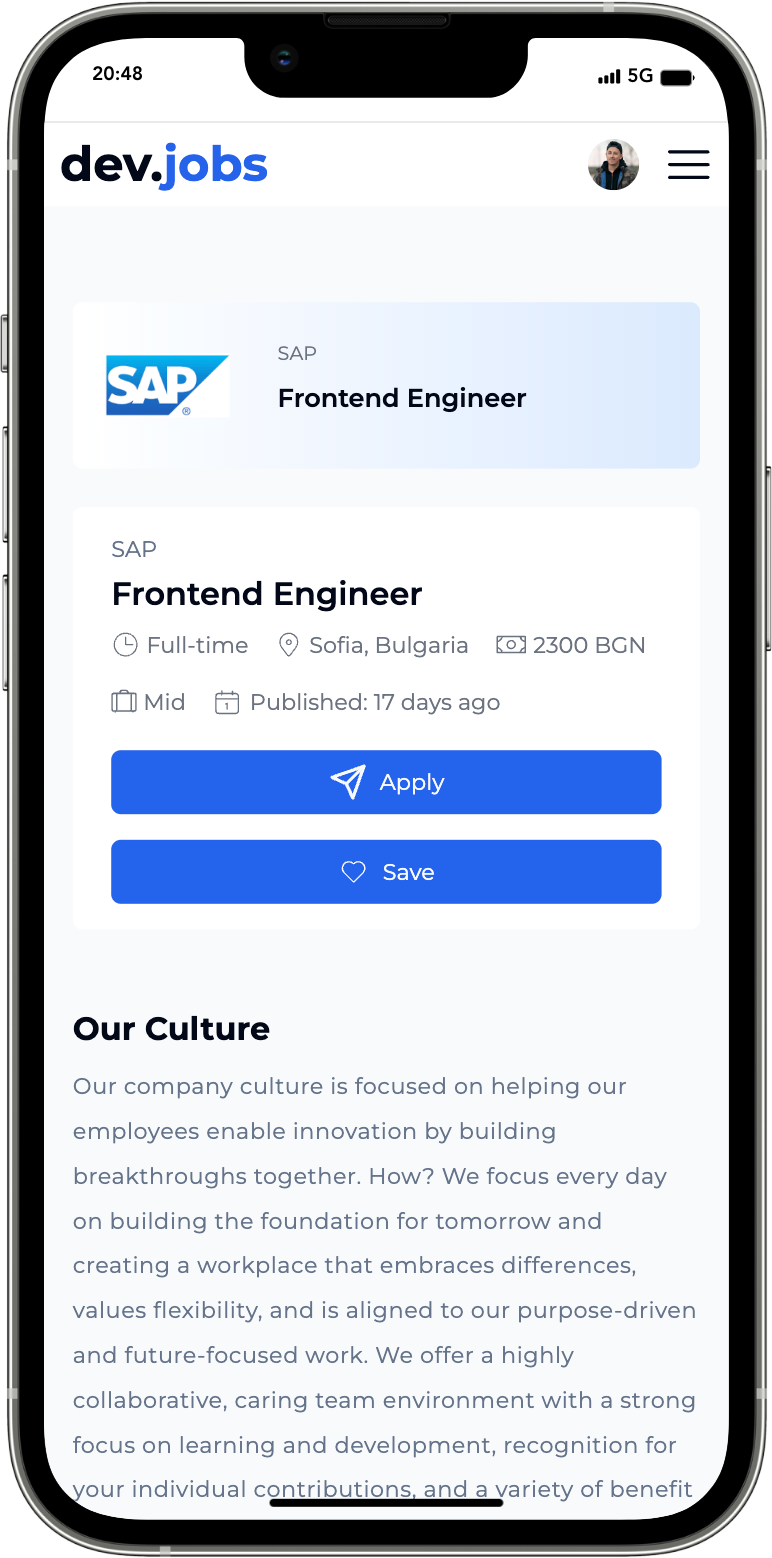 20:48
5G
dev.jobs
SAP
SAP
®
Frontend Engineer
SAP
Frontend Engineer
Full-time Sofia, Bulgaria 2300 BGN
Mid 1 Published: 17 days ago
Apply
Save
Our Culture
Our company culture is focused on helping our
employees enable innovation by building
breakthroughs together. How? We focus every day
on building the foundation for tomorrow and
creating a workplace that embraces differences,
values flexibility, and is aligned to our purpose-driven
and future-focused work. We offer a highly
collaborative, caring team environment with a strong
focus on learning and development, recognition for
your individual contributions, and a variety of benefit